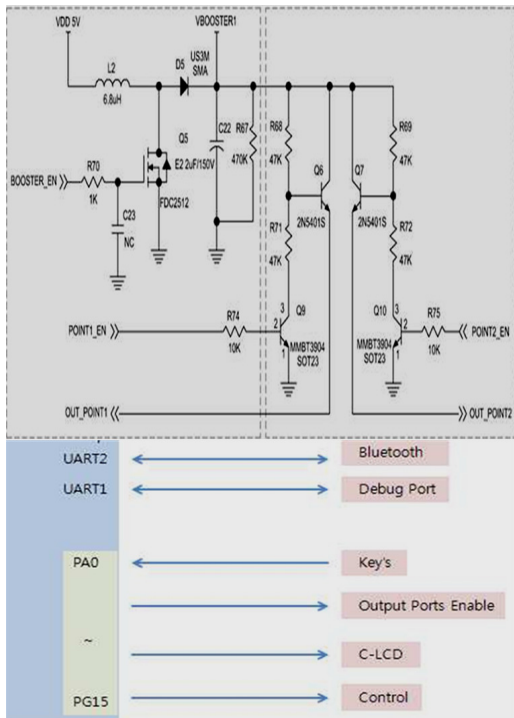 VDD 5V
VBOOSTER1
L2
6.8uH
D5
US3M
SMA
Q5
E2 2uF/150V
FDC2512
C22
R67
470K
R68
47K
Q6
Q7
R69
47K
2N5401S
2N5401S
BOOSTER_EN
R70
1K
C23
NC
R71
47K
R72
47K
POINT1_EN
R74
10K
3
2
1
Q9
MMBT3904
SOT23
Q10
3
2
1
MMBT3904
SOT23
R75
10K
POINT2_EN
OUT_POINT1
OUT_POINT2
UART2
Bluetooth
UART1
Debug Port
PA0
Key's
Output Ports Enable
~
C-LCD
PG15
Control